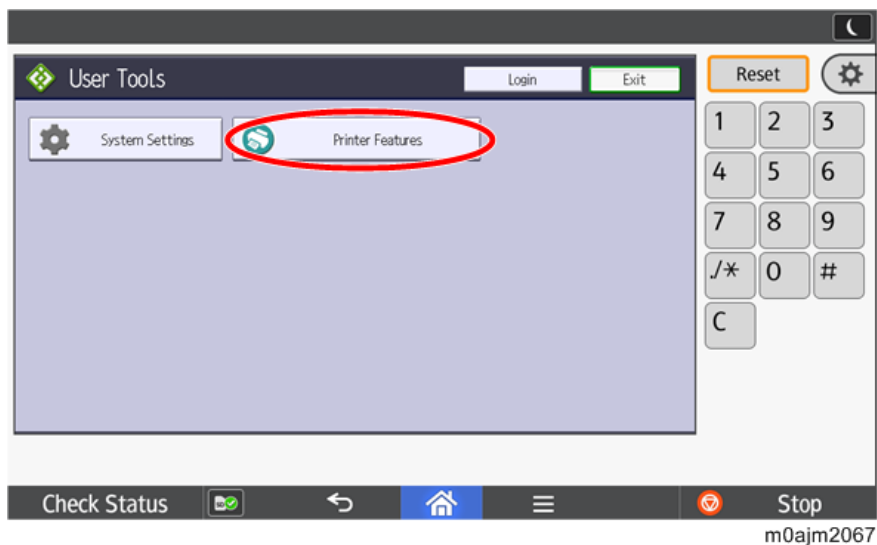 User Tools
Login
Exit
Reset
System Settings
Printer Features
1 2 3
4 5 6
7 8 9
./* 0 #
C
Check Status
Stop
m0ajm2067